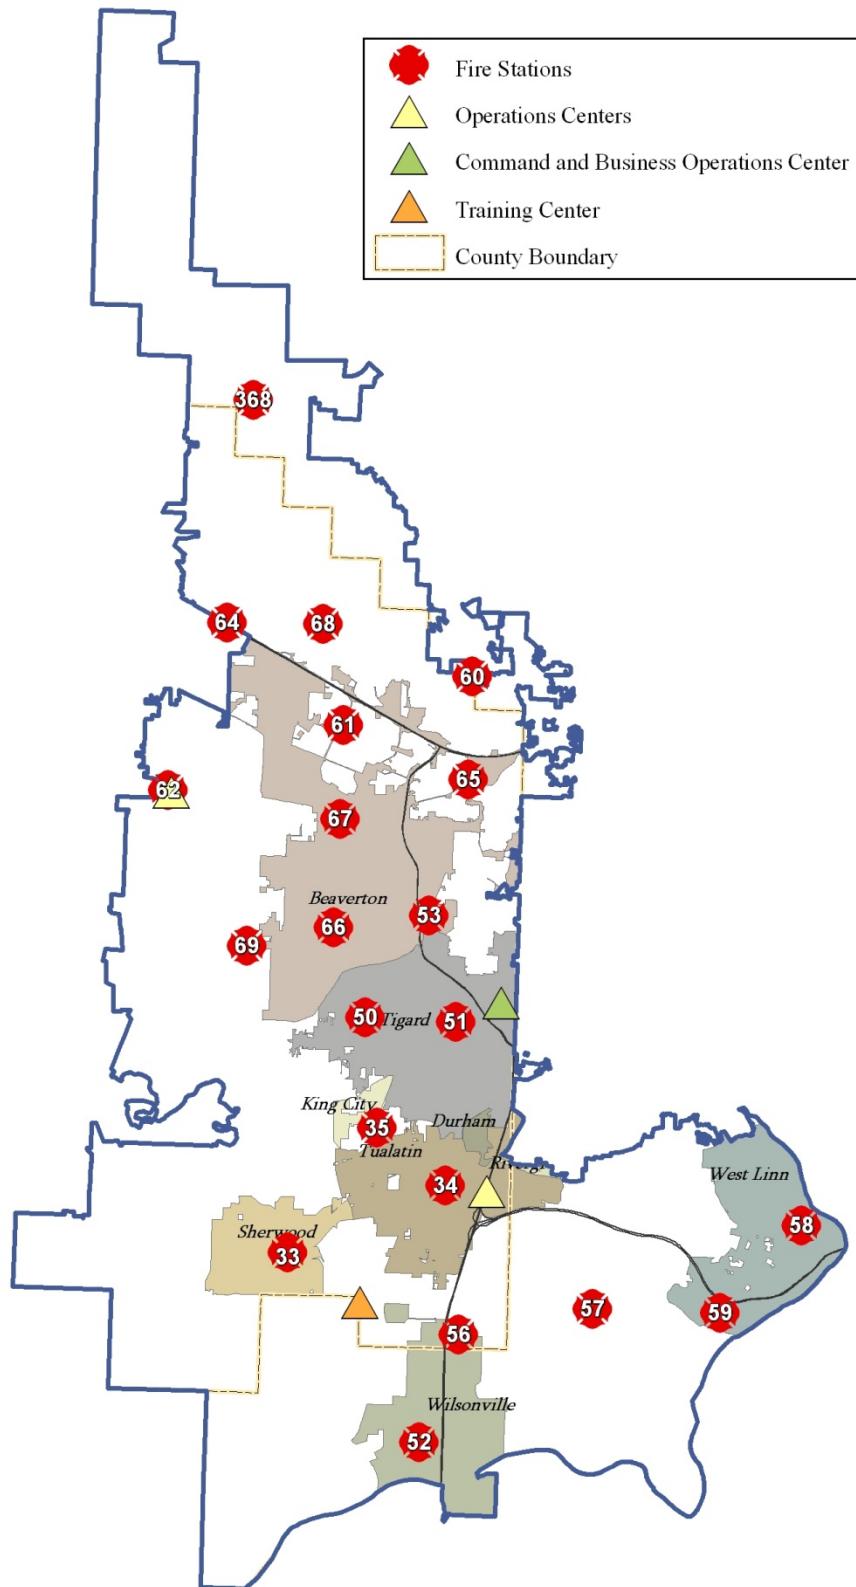 Fire Stations
Operations Centers
Command and Business Operations Center
Training Center
County Boundary
368
64
68
60
61
65
62
67
Beaverton
53
66
69
50
Tigard
51
King City
Durham
35
Tualatin
West Linn
34
58
Sherwood
33
57
59
56
Wilsonville
52